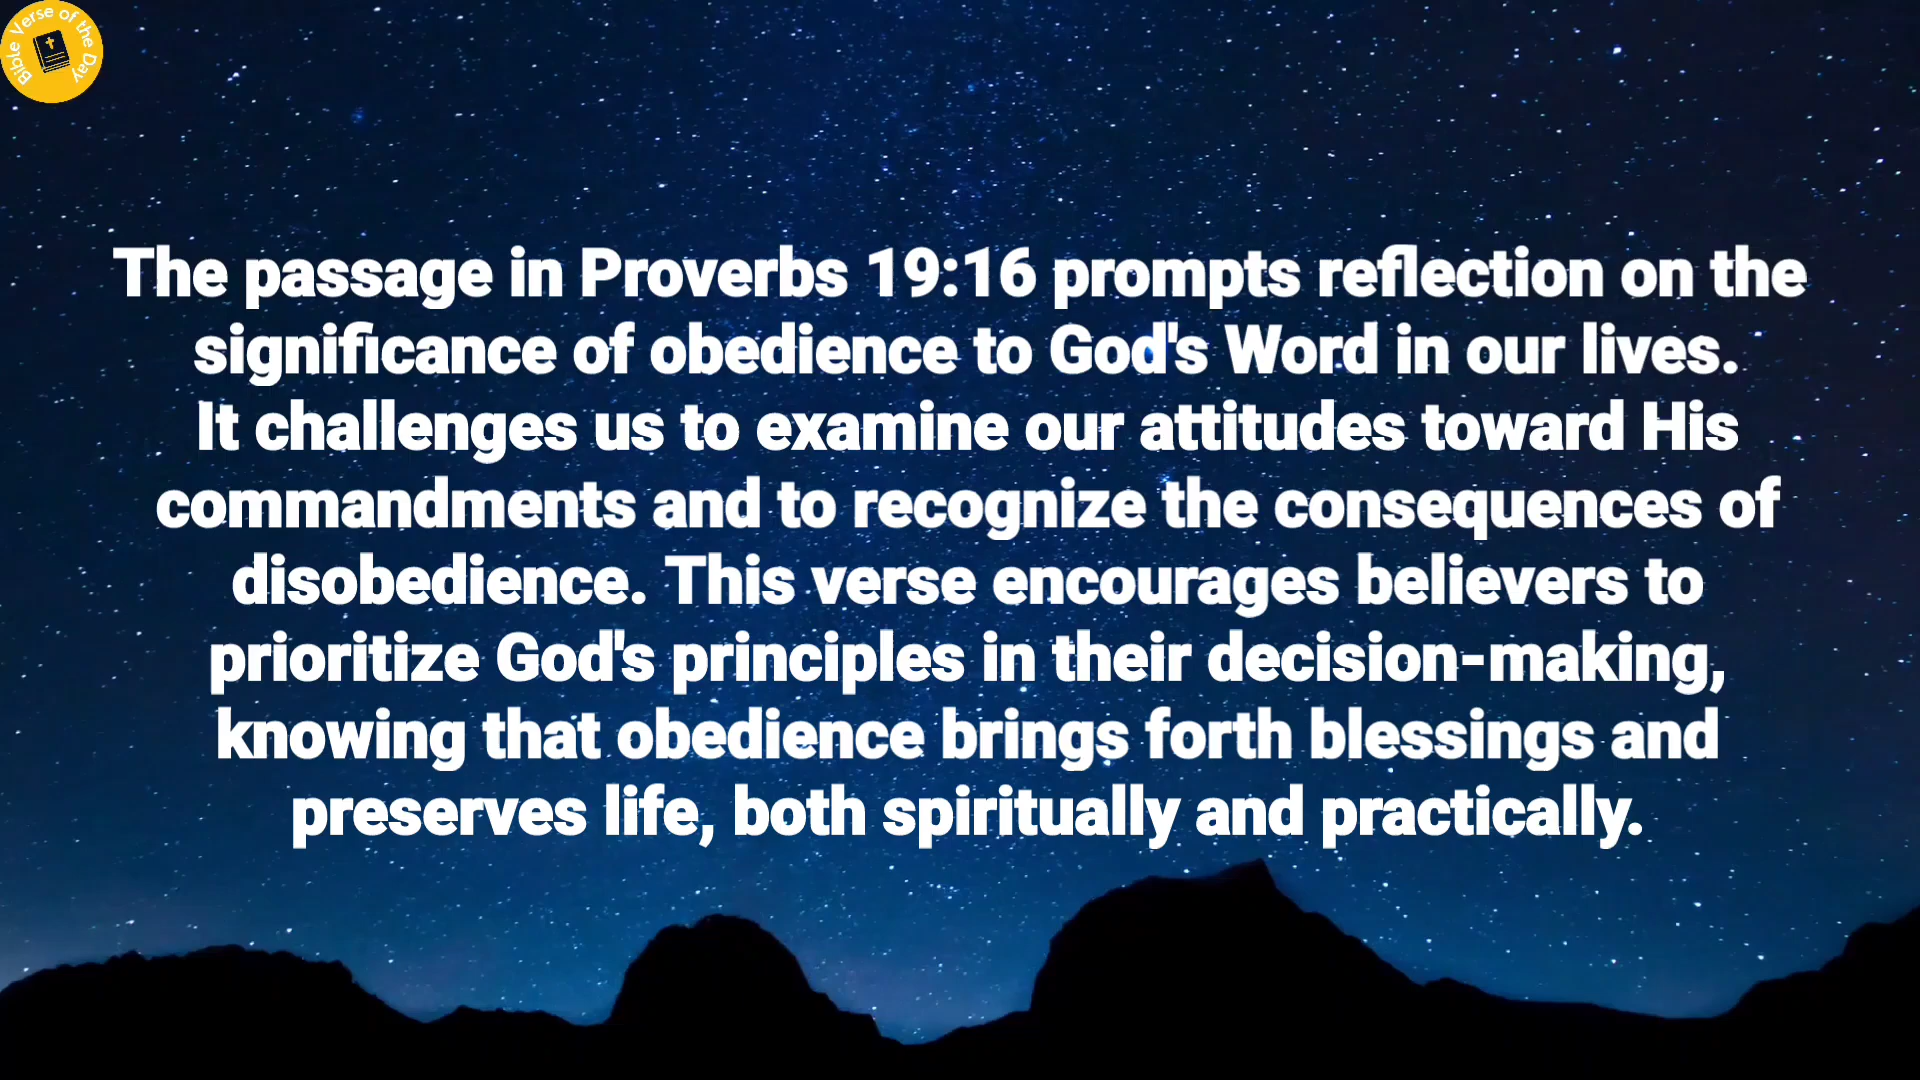 Bible Verse of the Day
The passage in Proverbs 19:16 prompts reflection on the
significance of obedience to God's Word in our lives.
It challenges us to examine our attitudes toward His
commandments and to recognize the consequences of
disobedience. This verse encourages believers to
prioritize God's principles in their decision-making,
knowing that obedience brings forth blessings and
preserves life, both spiritually and practically.